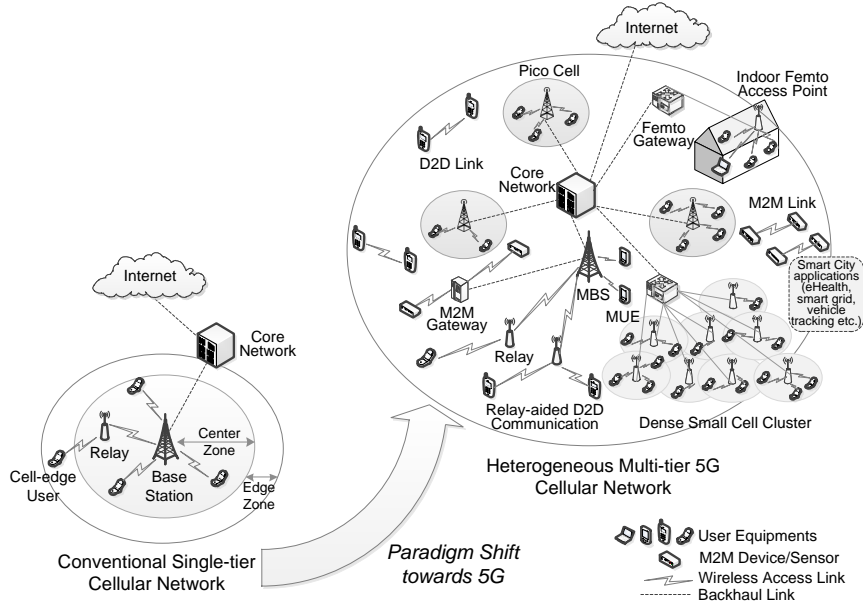 Internet
Pico Cell
Indoor Femto
Access Point
D2D Link
Femto
Gateway
Core
Network
M2M Link
Internet
Core
Network
M2M
Gateway
MBS
MUE
Relay
Smart City
applications
(eHealth,
smart grid,
vehicle
tracking etc.).
Relay-aided D2D
Communication
Dense Small Cell Cluster
Relay
Center
Zone
Cell-edge
User
Base
Station
Edge
Zone
Heterogeneous Multi-tier 5G
Cellular Network
Conventional Single-tier
Cellular Network
Paradigm Shift
towards 5G
User Equipments
M2M Device/Sensor
Wireless Access Link
Backhaul Link